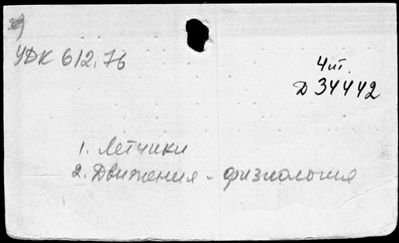 УДК 612.76
Чит.
Д 34442
1. Летчики
2. Движения - физиология